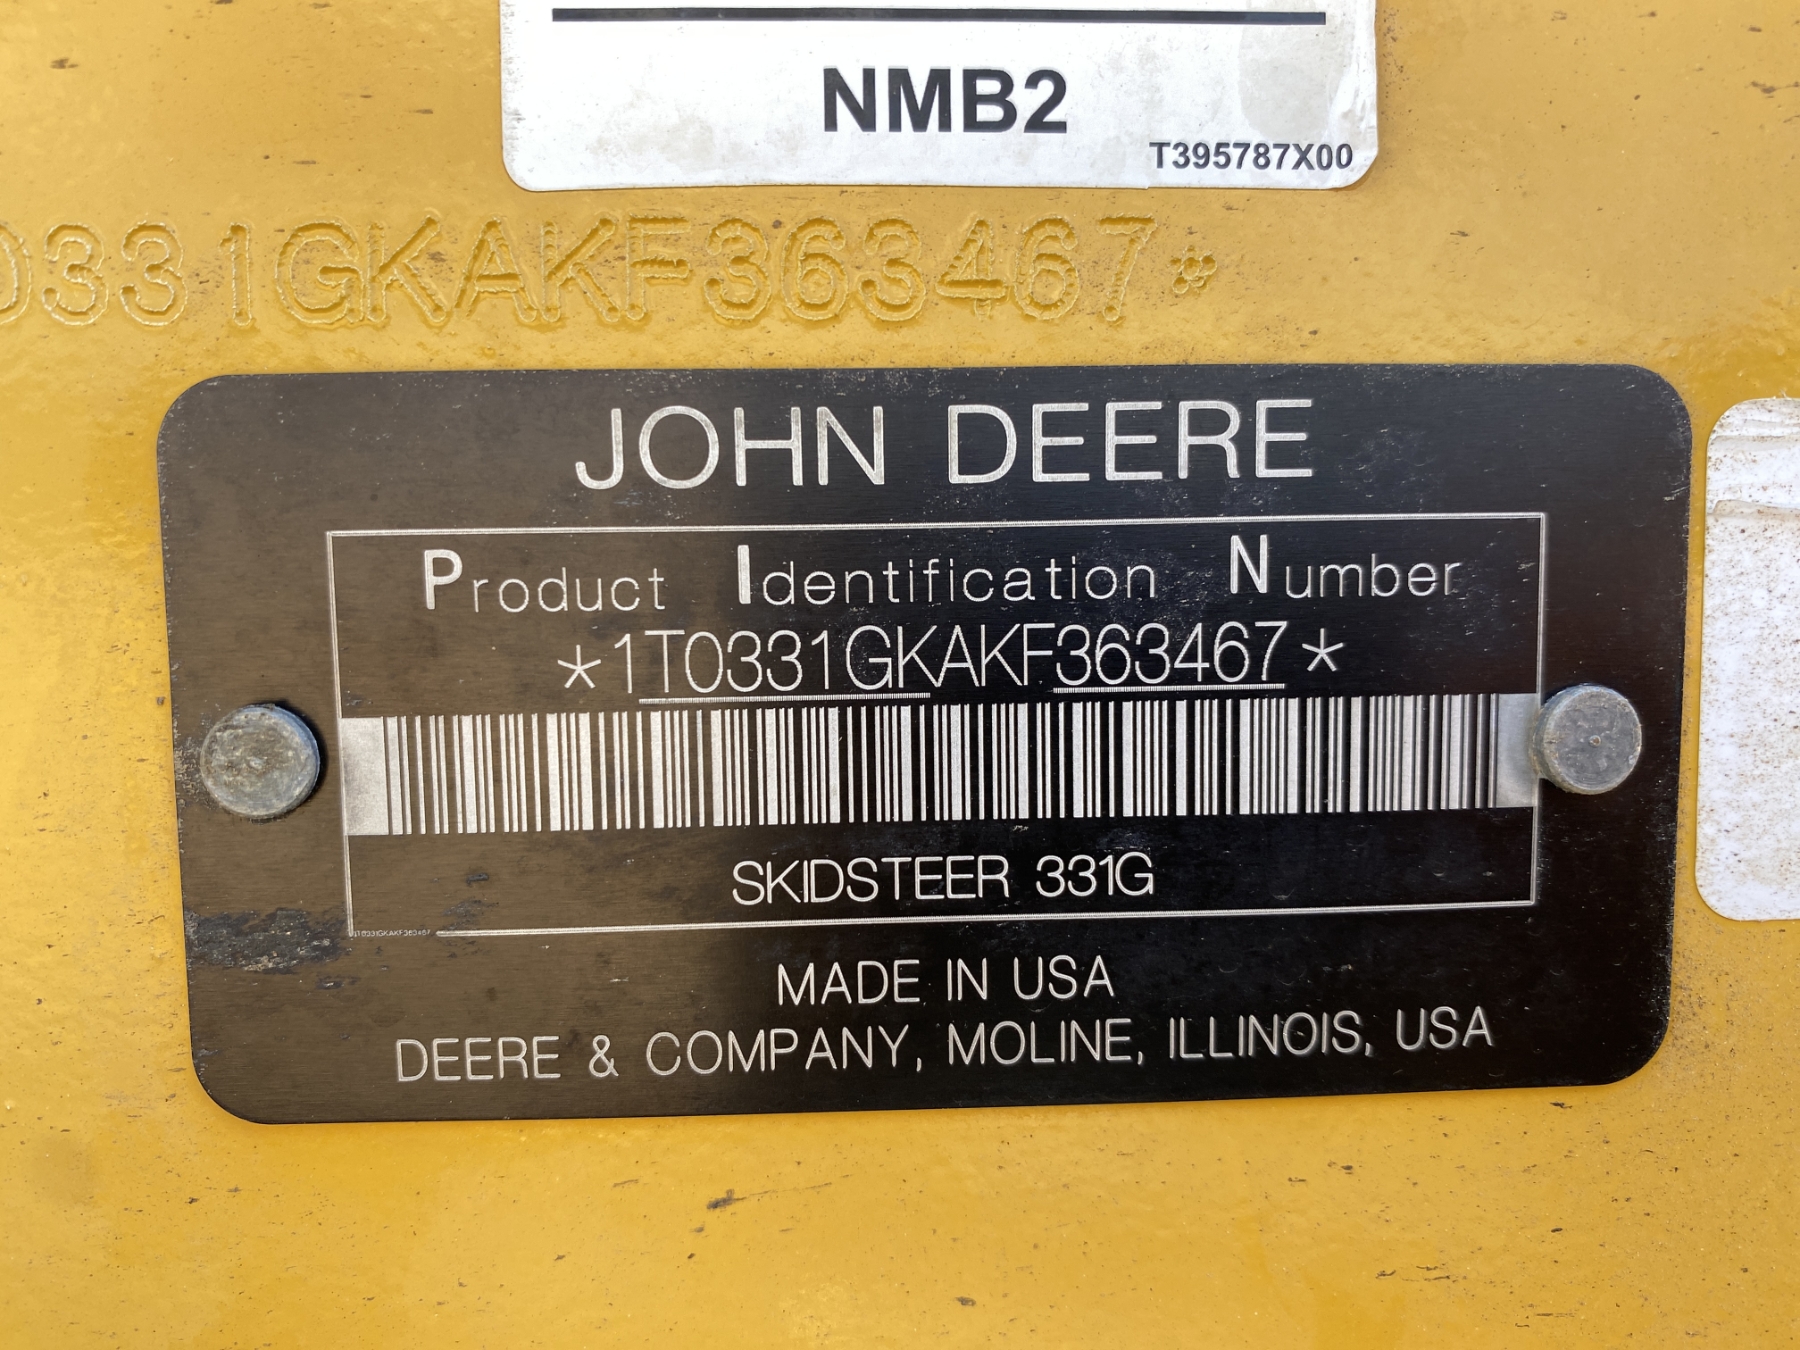 NMB2
T395787X00
0331GKAKF363467*
JOHN DEERE
Product Identification Number
*1T0331GKAKF363467*
SKIDSTEER 331G
1T0331GKAKF363467
MADE IN USA
DEERE & COMPANY, MOLINE, ILLINOIS, USA